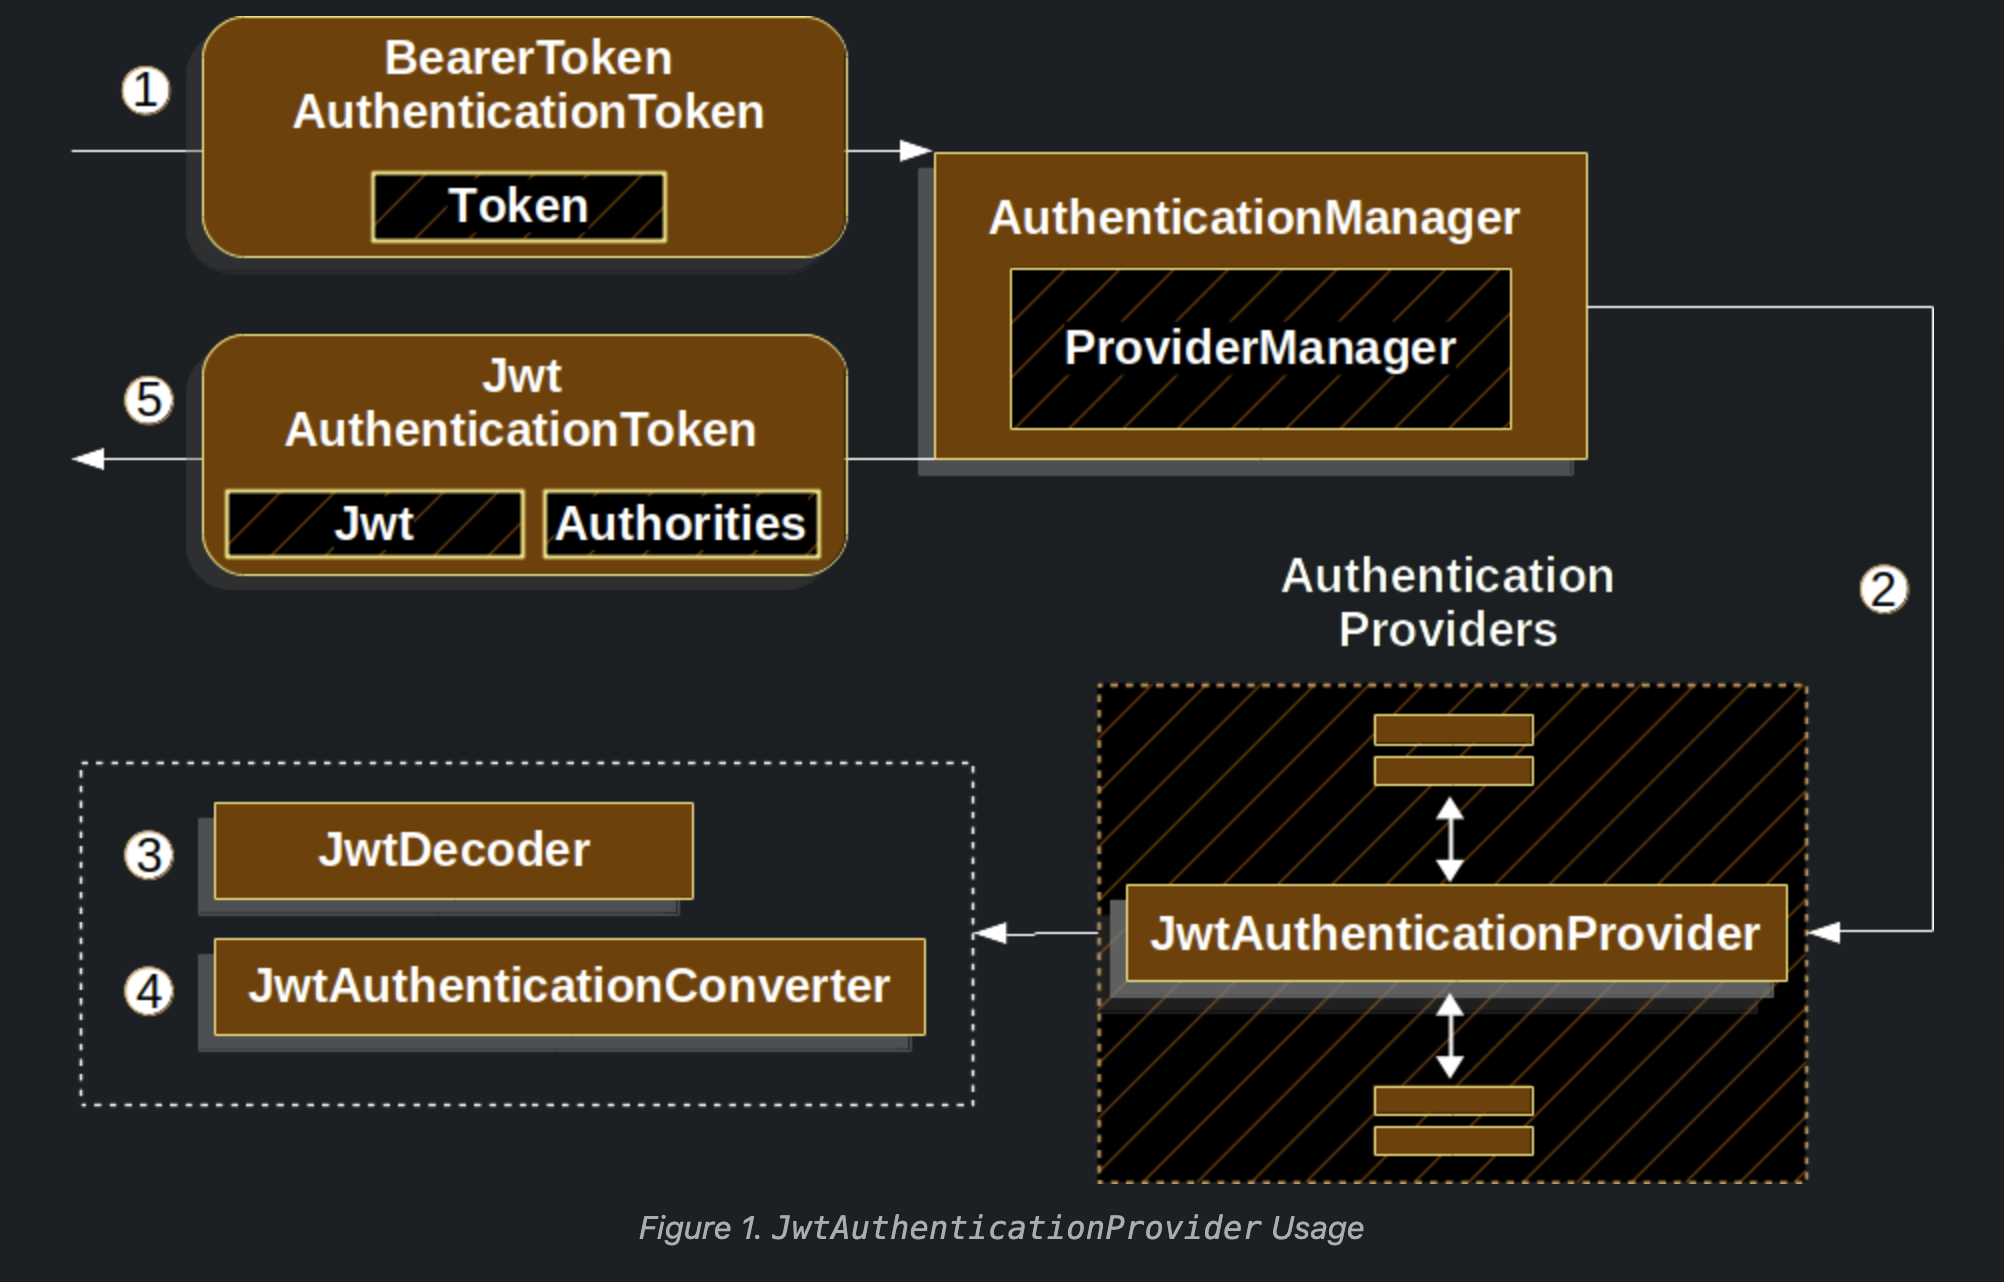 1
BearerToken
AuthenticationToken
Token
AuthenticationManager
ProviderManager
5
Jwt
AuthenticationToken
Jwt
Authorities
2
Authentication
Providers
JwtAuthenticationProvider
3
JwtDecoder
4
JwtAuthenticationConverter
Figure 1. JwtAuthenticationProvider Usage